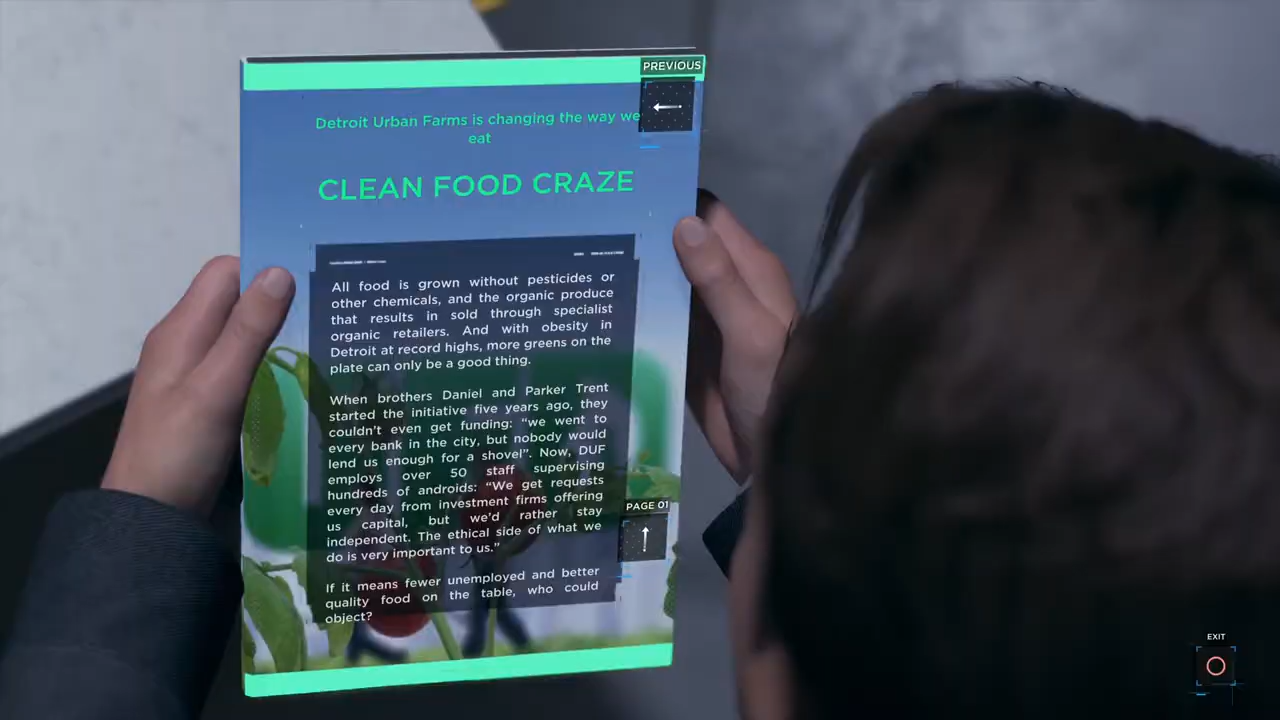 PREVIOUS
Detroit Urban Farms is changing the way we
eat
CLEAN FOOD CRAZE
All food is grown without pesticides or
other chemicals, and the organic produce
that results in sold through specialist
organic retailers. And with obesity in
Detroit at record highs, more greens on the
plate can only be a good thing.
When brothers Daniel and Parker Trent
started the initiative five years ago, they
couldn't even get funding: “we went to
every bank in the city, but nobody would
lend us enough for a shovel”. Now, DUF
employs over 50 staff supervising
hundreds of androids: “We get requests
every day from investment firms offering
us capital, but we'd rather stay
independent. The ethical side of what we
do is very important to us.”
If it means fewer unemployed and better
quality food on the table, who could
object?
PAGE 01
EXIT